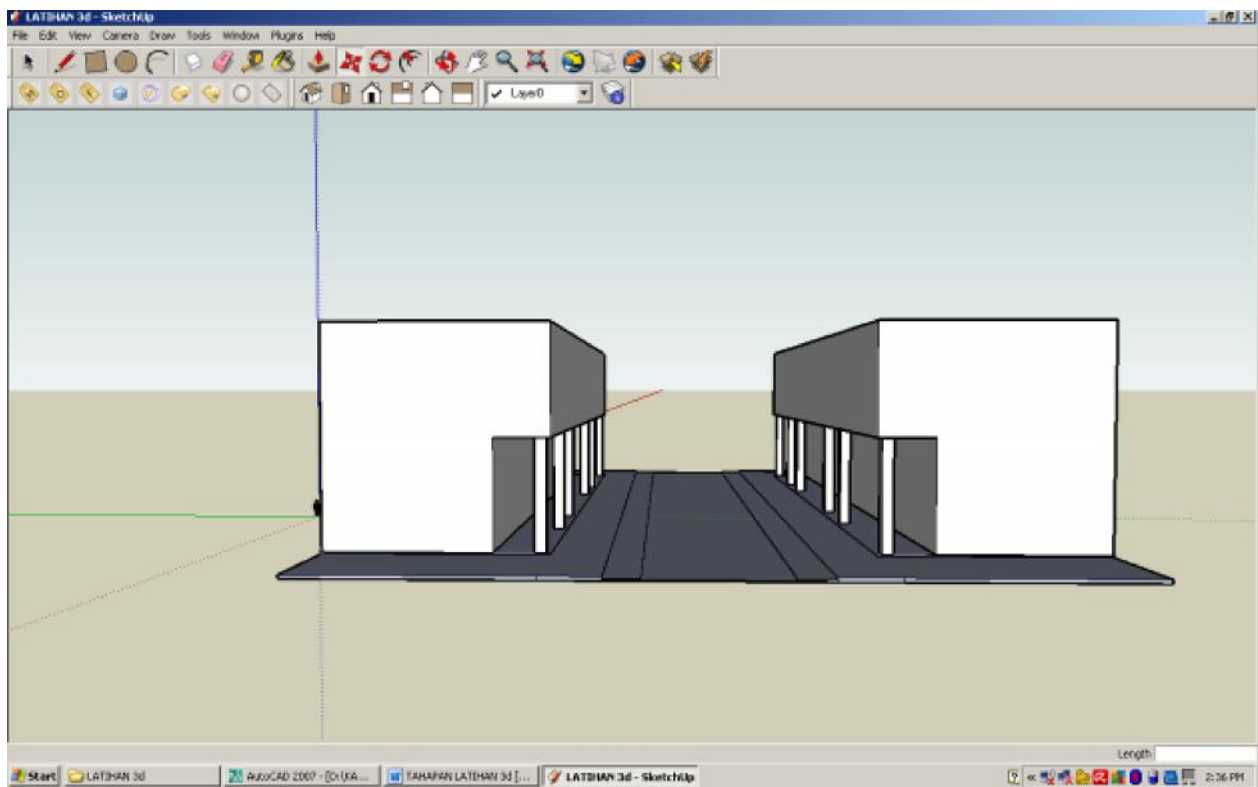 LATIHAN 3d - SketchUp
File Edit View Camera Draw Tools Window Plugins Help
Layer0
Length
Start LATIHAN 3d AutoCAD 2007 - [D:\KA... TAHAPAN LATIHAN 3d [... LATIHAN 3d - SketchUp 2:36 PM